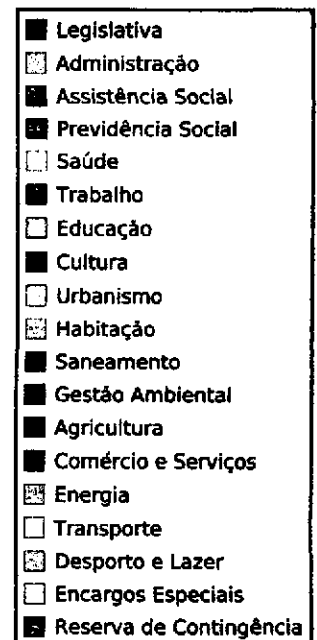 Legislativa
Administração
Assistência Social
Previdência Social
Saúde
Trabalho
Educação
Cultura
Urbanismo
Habitação
Saneamento
Gestão Ambiental
Agricultura
Comércio e Serviços
Energia
Transporte
Desporto e Lazer
Encargos Especiais
Reserva de Contingência